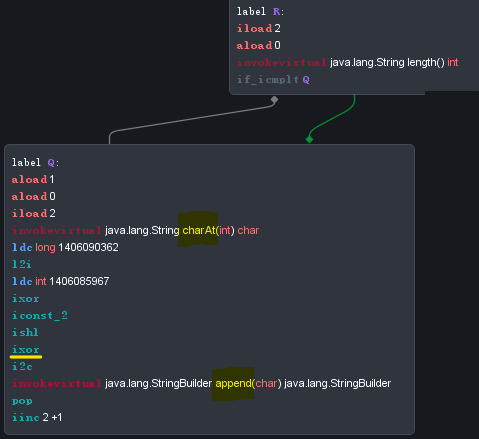 label R:
iload 2
aload 0
invokevirtual java.lang.String length() int
if_icmplt Q
label Q:
aload 1
aload 0
iload 2
invokevirtual java.lang.String charAt(int) char
ldc long 1406090362
l2i
ldc int 1406085967
ixor
iconst_2
ishl
ixor
i2c
invokevirtual java.lang.StringBuilder append(char) java.lang.StringBuilder
pop
iinc 2 +1